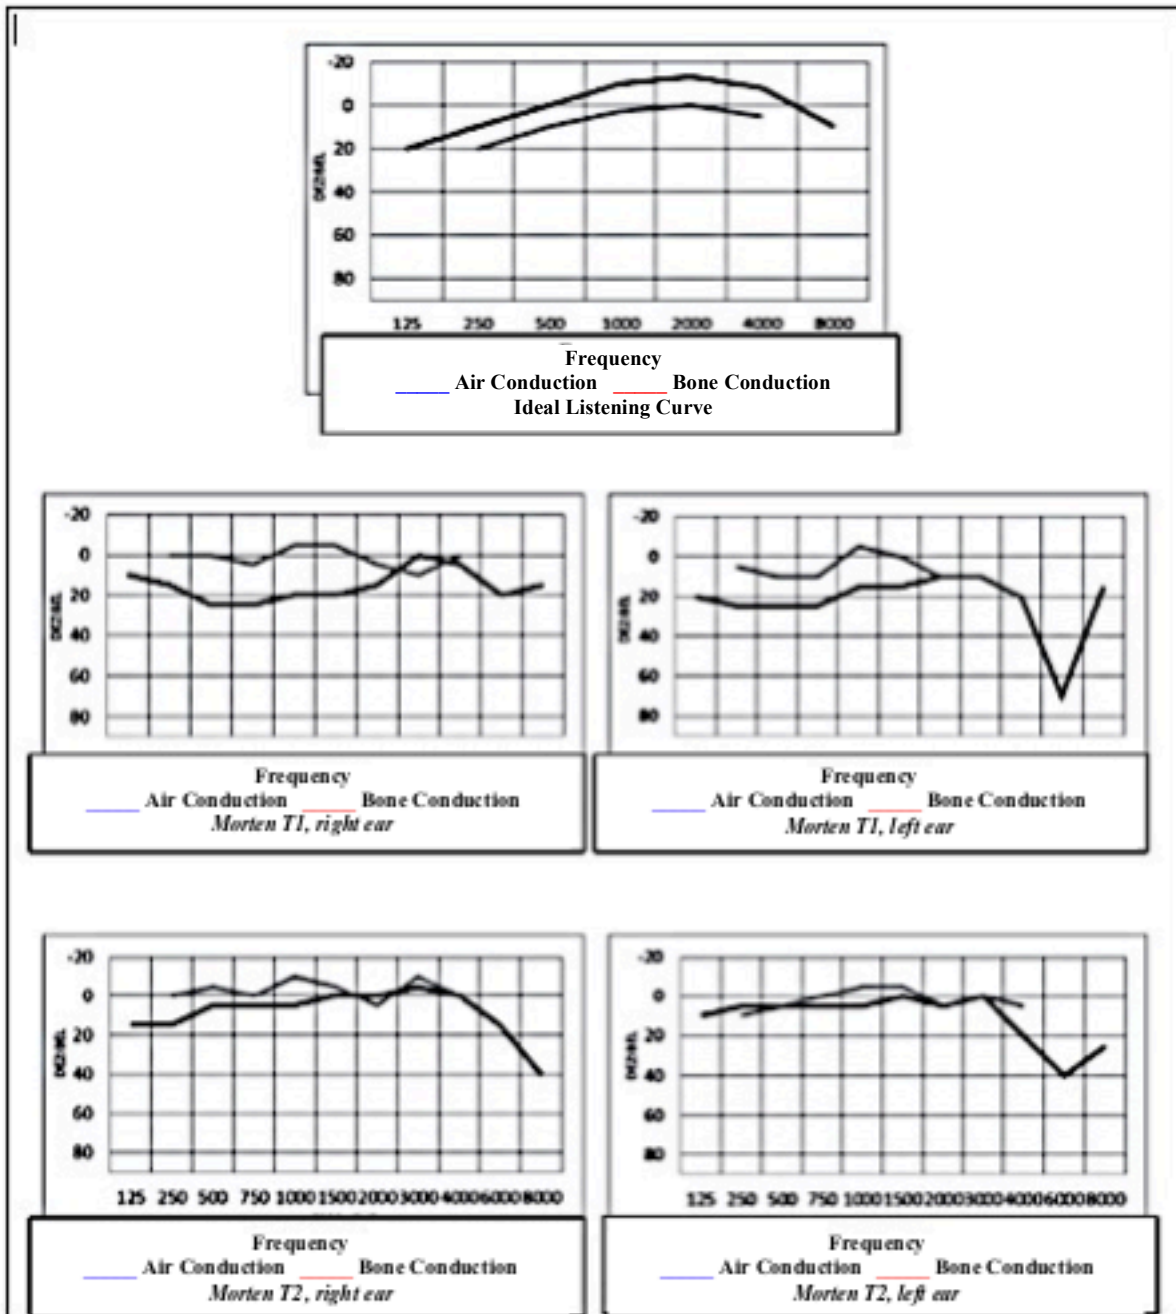 -20
0
20
40
60
80
125 250 500 1000 2000 4000 8000
Frequency
Air Conduction Bone Conduction
Ideal Listening Curve
-20
0
20
40
60
80
Frequency
Air Conduction Bone Conduction
Morten T1, right ear
-20
0
20
40
60
80
Frequency
Air Conduction Bone Conduction
Morten T1, left ear
-20
0
20
40
60
80
125 250 500 750 1000 1500 2000 3000 4000 6000 8000
Frequency
Air Conduction Bone Conduction
Morten T2, right ear
-20
0
20
40
60
80
125 250 500 750 1000 1500 2000 3000 4000 6000 8000
Frequency
Air Conduction Bone Conduction
Morten T2, left ear